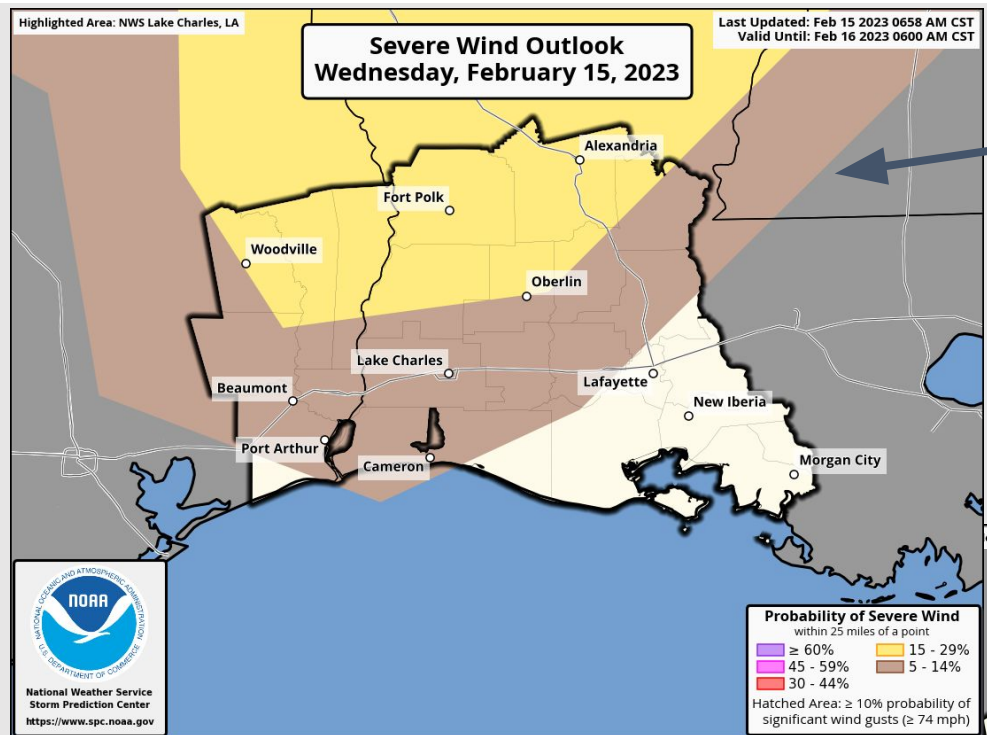 Highlighted Area: NWS Lake Charles, LA
Severe Wind Outlook
Wednesday, February 15, 2023
Last Updated: Feb 15 2023 0658 AM CST
Valid Until: Feb 16 2023 0600 AM CST
Alexandria
Fort Polk
Woodville
Oberlin
Lake Charles
Beaumont
Lafayette
New Iberia
Port Arthur
Cameron
Morgan City
NATIONAL OCEANIC AND ATMOSPHERIC ADMINISTRATION
NOAA
U.S. DEPARTMENT OF COMMERCE
National Weather Service
Storm Prediction Center
https://www.spc.noaa.gov
Probability of Severe Wind
within 25 miles of a point
≥ 60% 15 - 29%
45 - 59% 5 - 14%
30 - 44%
Hatched Area: ≥ 10% probability of
significant wind gusts (≥ 74 mph)